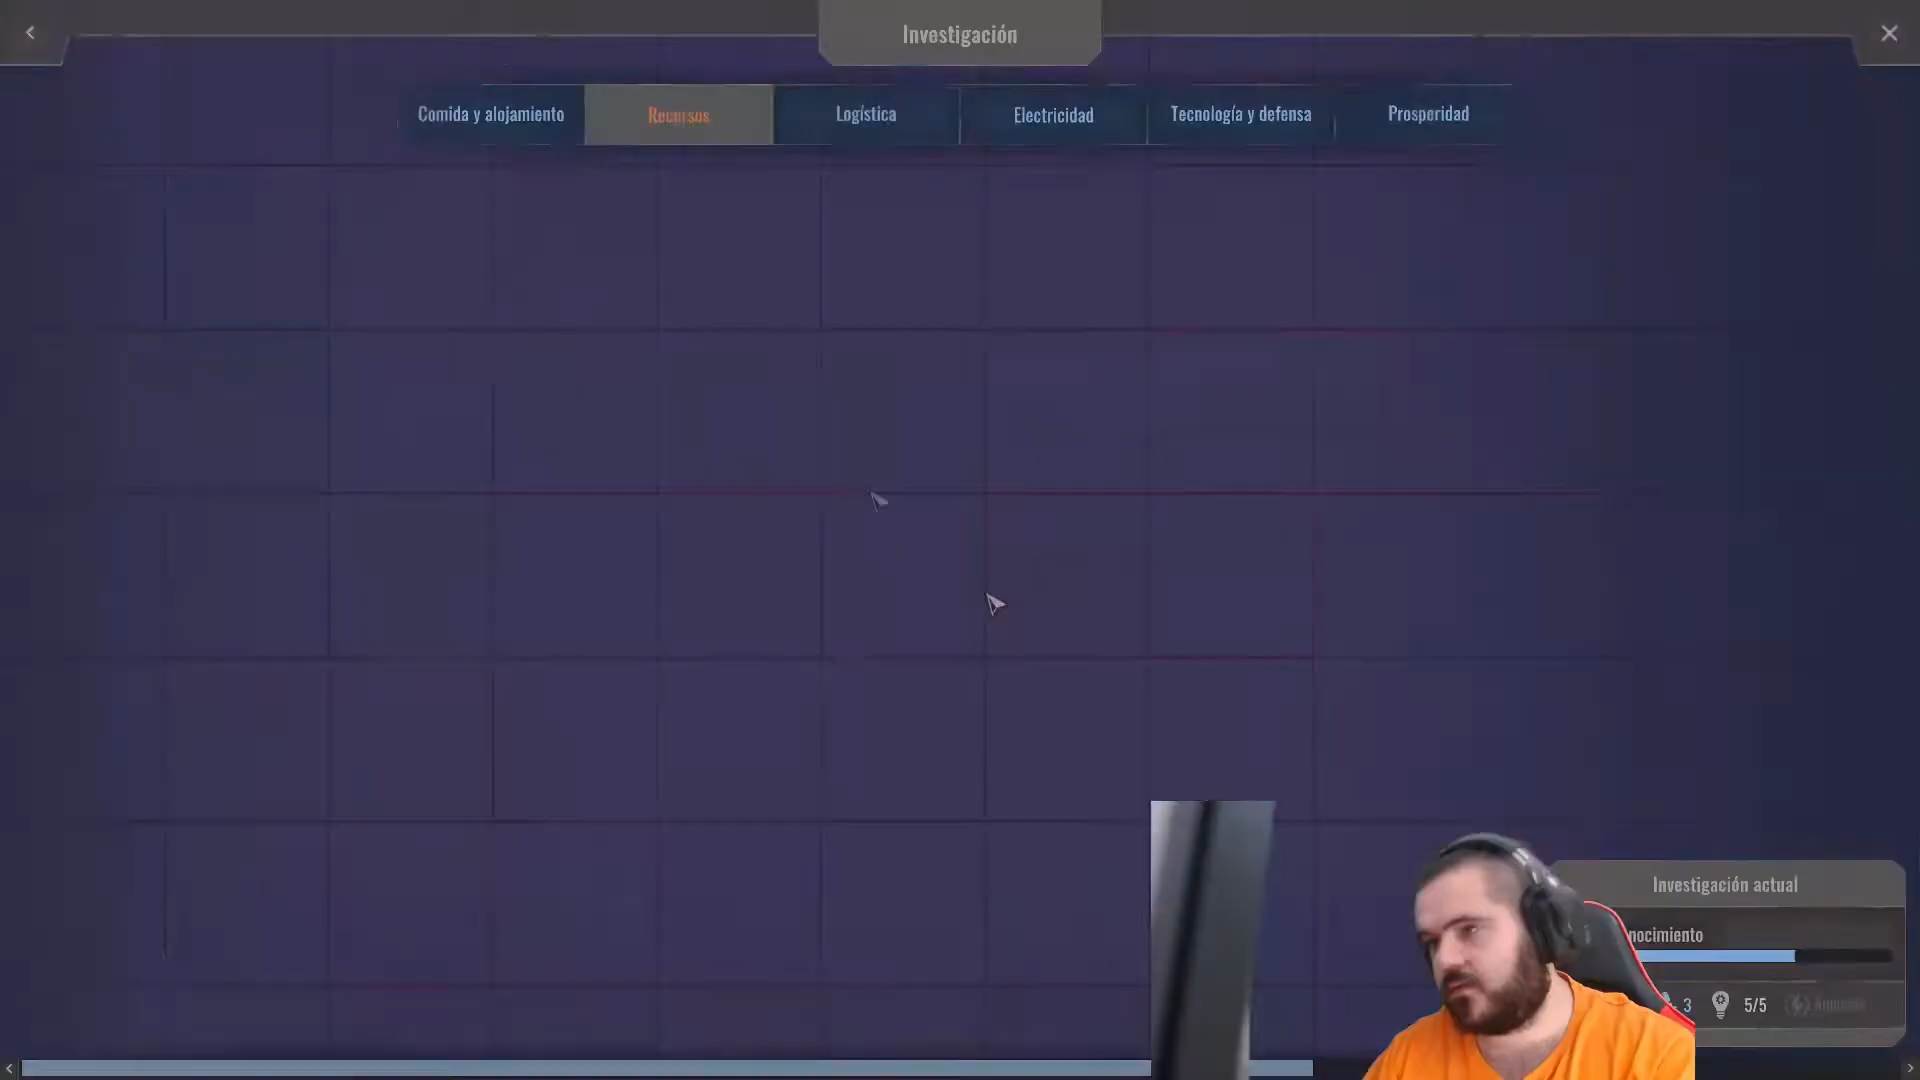 Investigación
Comida y alojamiento
Recursos
Logística
Electricidad
Tecnología y defensa
Prosperidad
Investigación actual
nocimiento
3
5/5